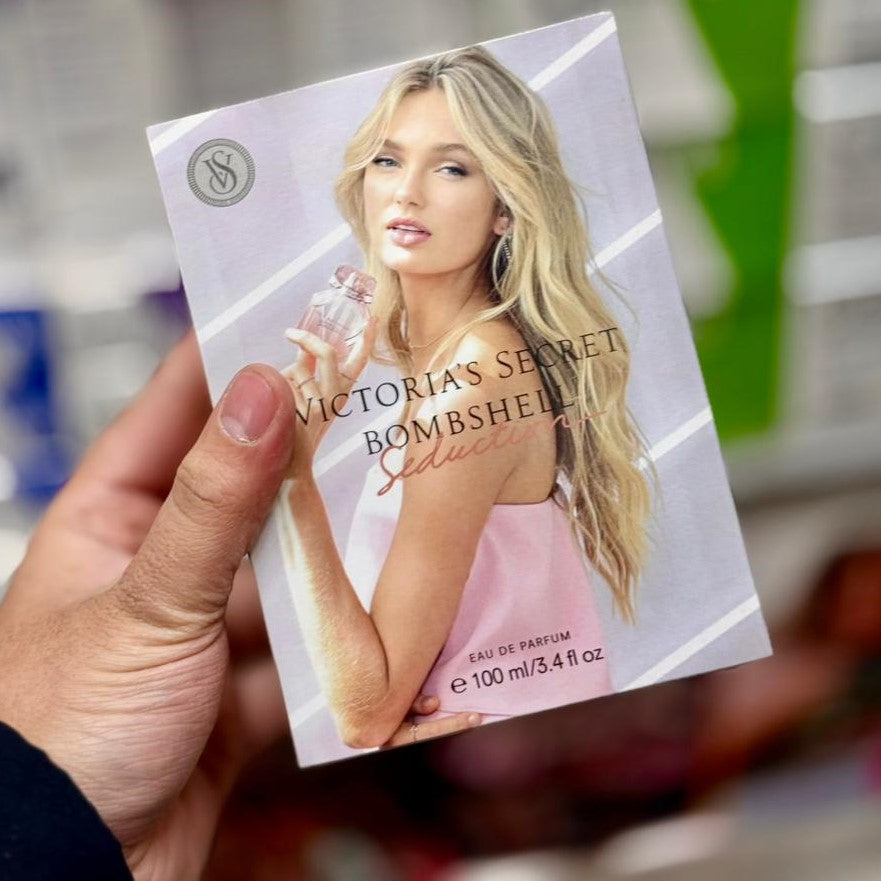 VS
VICTORIA'S SECRET
BOMBSHELL
Seduction
EAU DE PARFUM
℮ 100 ml/3.4 fl oz